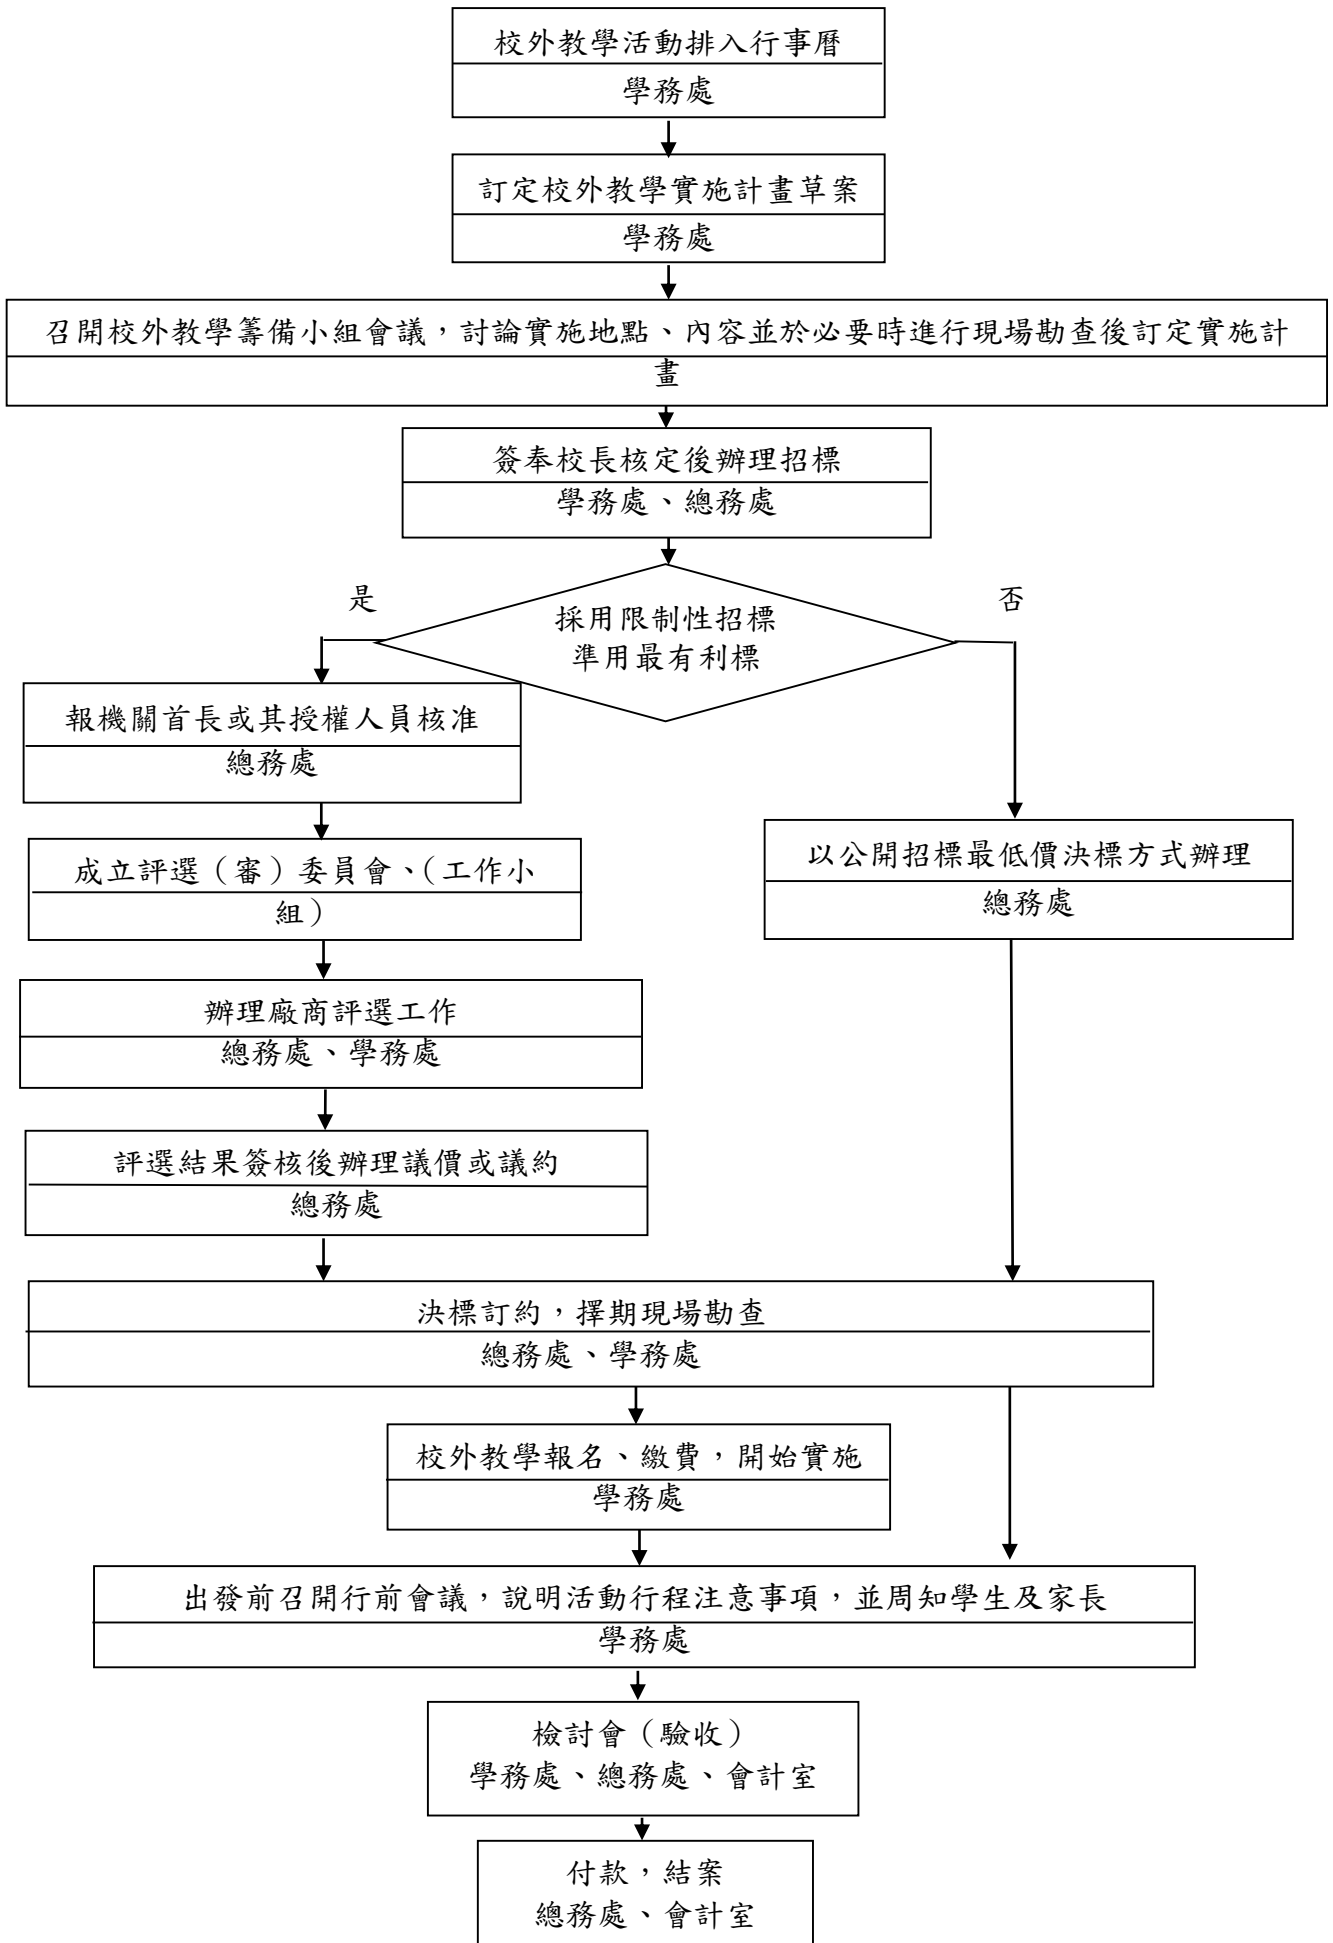 校外教學活動排入行事曆
學務處
訂定校外教學實施計畫草案
學務處
召開校外教學籌備小組會議，討論實施地點、內容並於必要時進行現場勘查後訂定實施計
畫
簽奉校長核定後辦理招標
學務處、總務處
是
否
採用限制性招標
準用最有利標
報機關首長或其授權人員核准
總務處
成立評選（審）委員會、（工作小
組）
以公開招標最低價決標方式辦理
總務處
辦理廠商評選工作
總務處、學務處
評選結果簽核後辦理議價或議約
總務處
決標訂約，擇期現場勘查
總務處、學務處
校外教學報名、繳費，開始實施
學務處
出發前召開行前會議，說明活動行程注意事項，並周知學生及家長
學務處
檢討會（驗收）
學務處、總務處、會計室
付款，結案
總務處、會計室